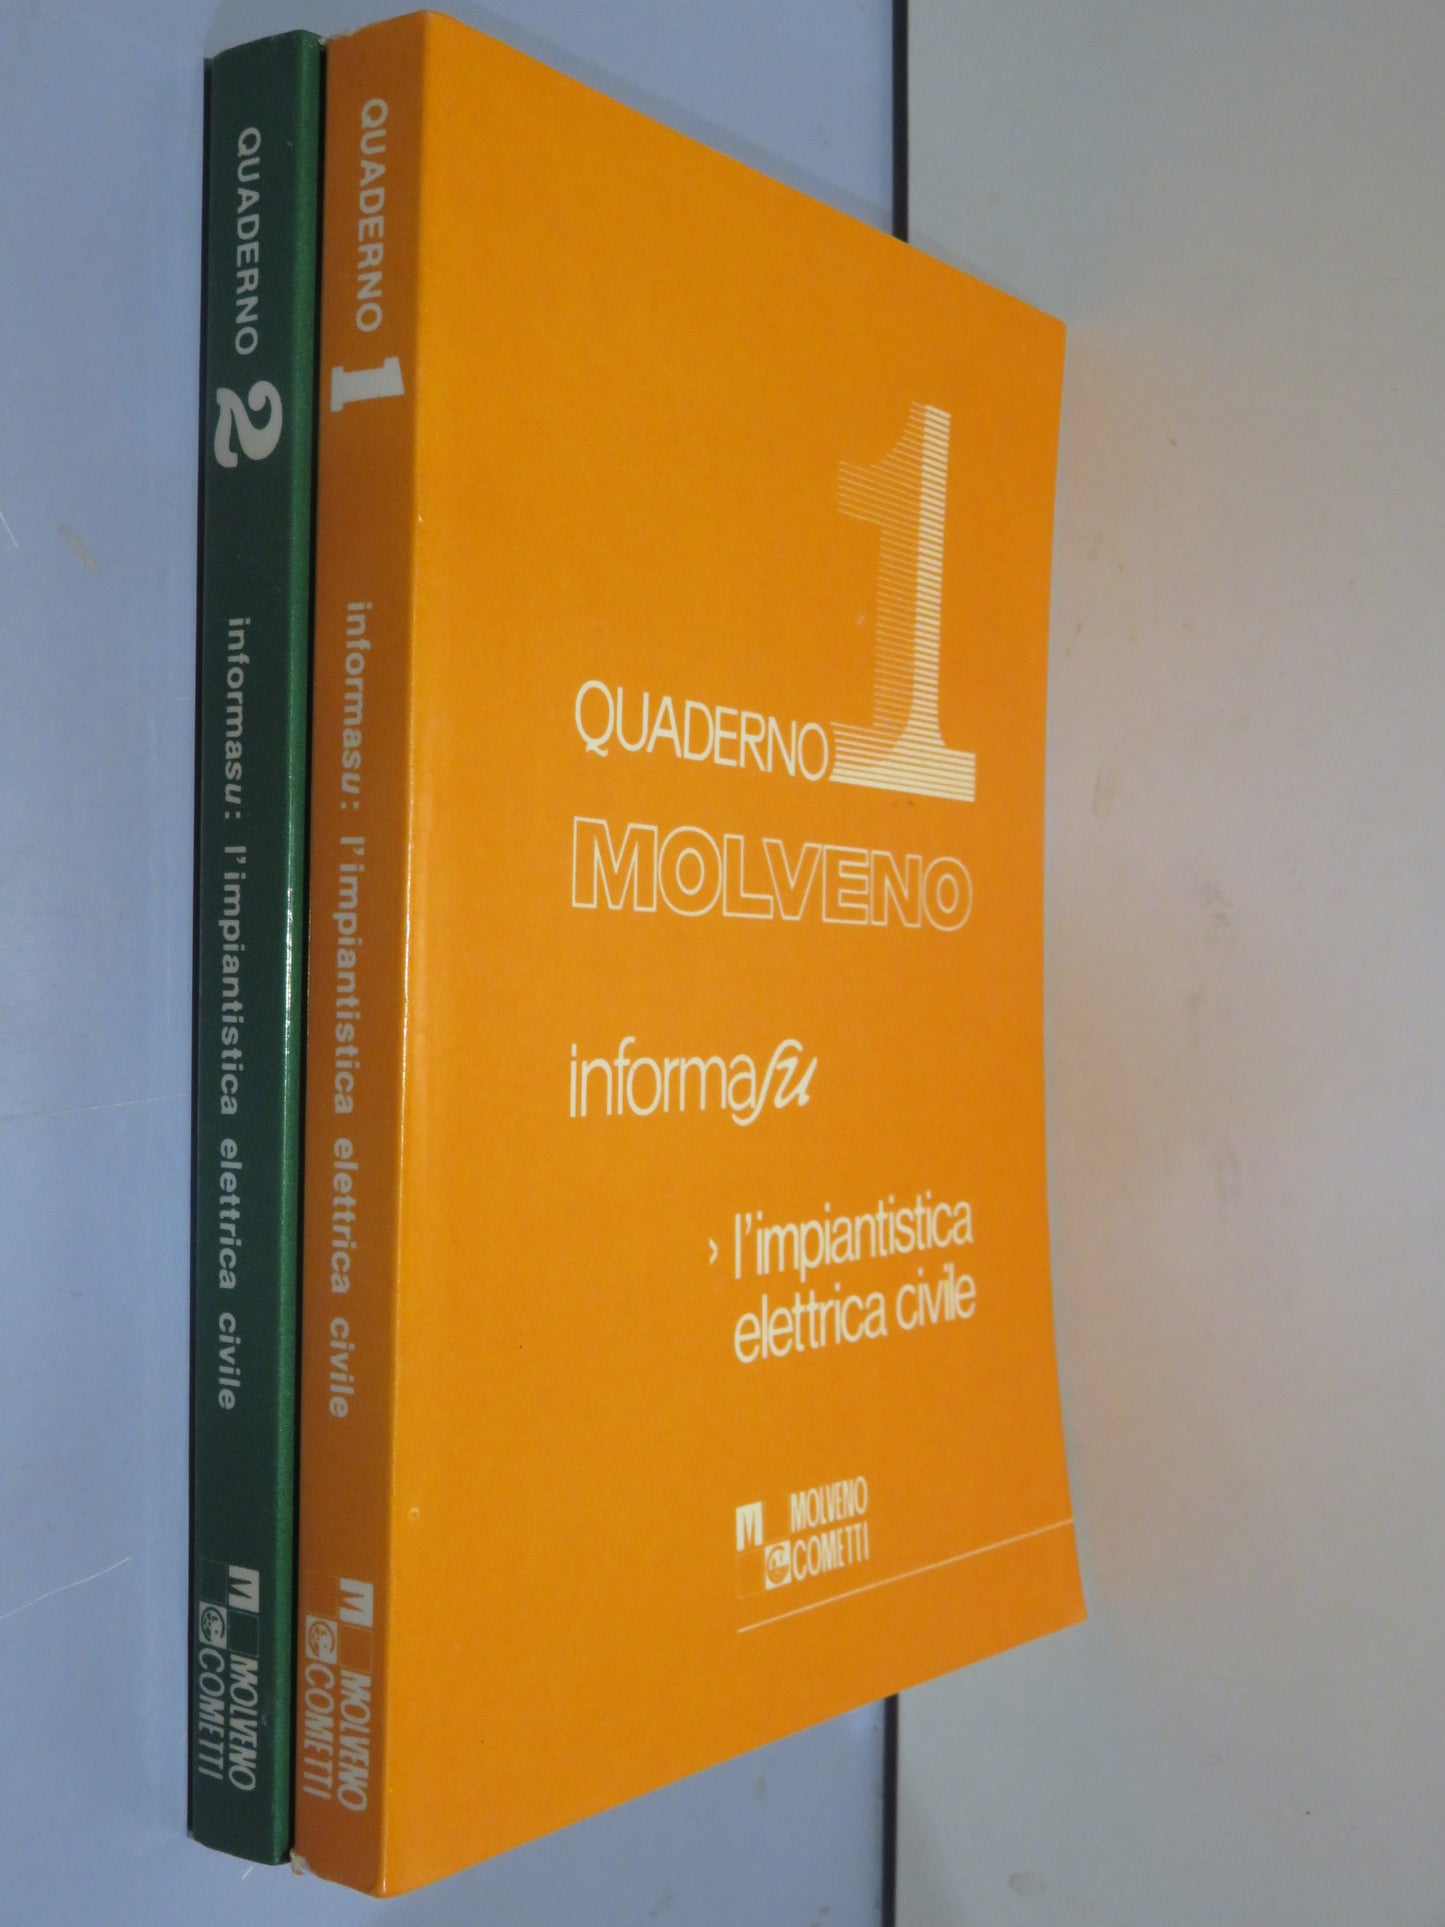 QUADERNO 2 informasu: l'impiantistica elettrica civile
M MOLVENO
COMETTI
QUADERNO 1 informasu: l'impiantistica elettrica civile
M MOLVENO
COMETTI
QUADERNO 1
MOLVENO
informasu
› l'impiantistica
elettrica civile
M MOLVENO
COMETTI